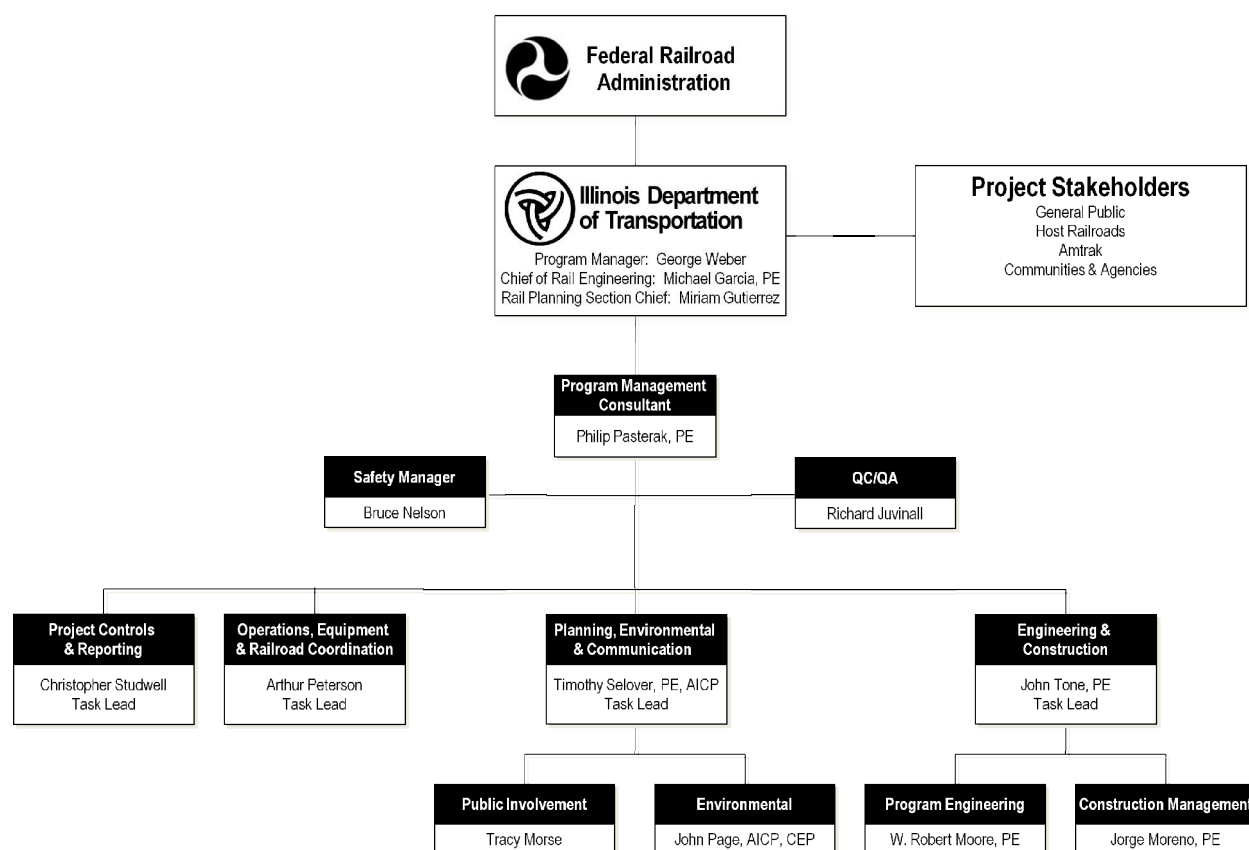 Federal Railroad
Administration
Illinois Department
of Transportation
Program Manager: George Weber
Chief of Rail Engineering: Michael Garcia, PE
Rail Planning Section Chief: Miriam Gutierrez
Project Stakeholders
General Public
Host Railroads
Amtrak
Communities & Agencies
Program Management
Consultant
Philip Pasterak, PE
Safety Manager
Bruce Nelson
QC/QA
Richard Juvinall
Project Controls
& Reporting
Christopher Studwell
Task Lead
Operations, Equipment
& Railroad Coordination
Arthur Peterson
Task Lead
Planning, Environmental
& Communication
Timothy Selover, PE, AICP
Task Lead
Engineering &
Construction
John Tone, PE
Task Lead
Public Involvement
Tracy Morse
Environmental
John Page, AICP, CEP
Program Engineering
W. Robert Moore, PE
Construction Management
Jorge Moreno, PE